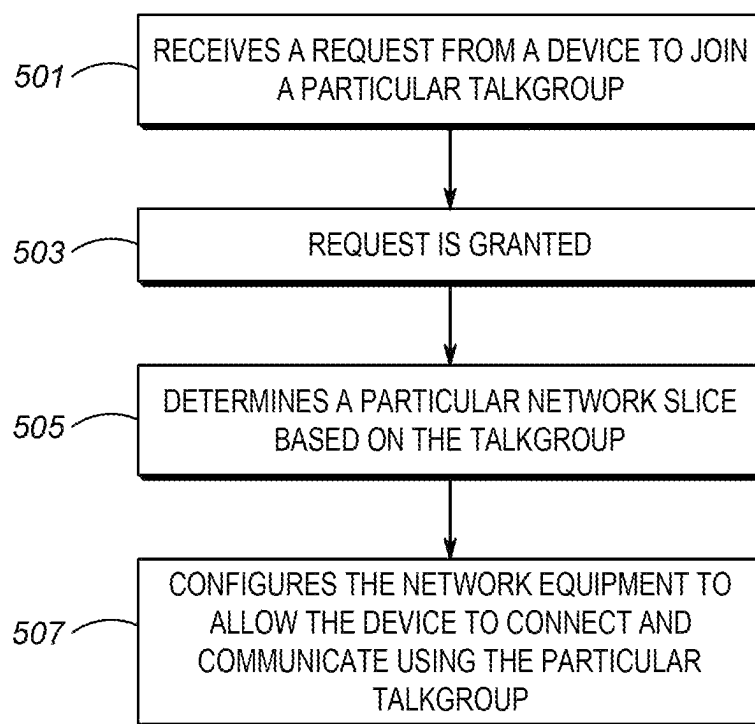 501
RECEIVES A REQUEST FROM A DEVICE TO JOIN
A PARTICULAR TALKGROUP
503
REQUEST IS GRANTED
505
DETERMINES A PARTICULAR NETWORK SLICE
BASED ON THE TALKGROUP
507
CONFIGURES THE NETWORK EQUIPMENT TO
ALLOW THE DEVICE TO CONNECT AND
COMMUNICATE USING THE PARTICULAR
TALKGROUP